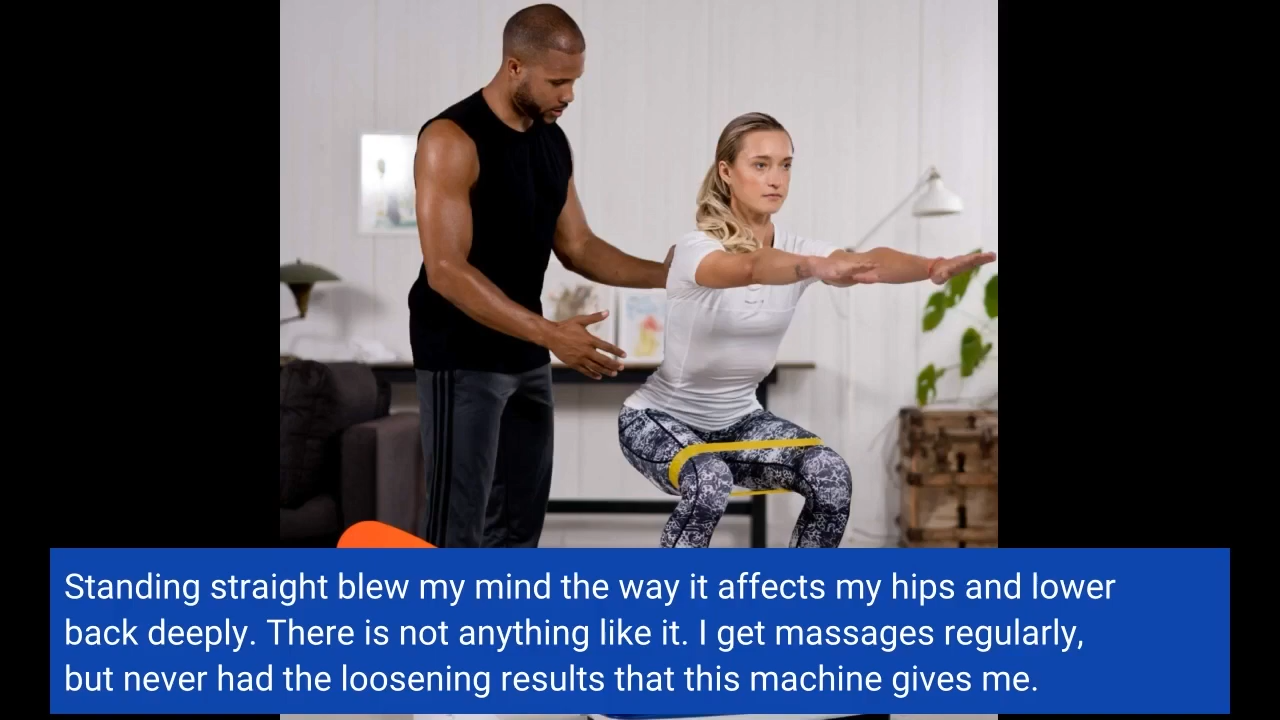 Standing straight blew my mind the way it affects my hips and lower
back deeply. There is not anything like it. I get massages regularly,
but never had the loosening results that this machine gives me.